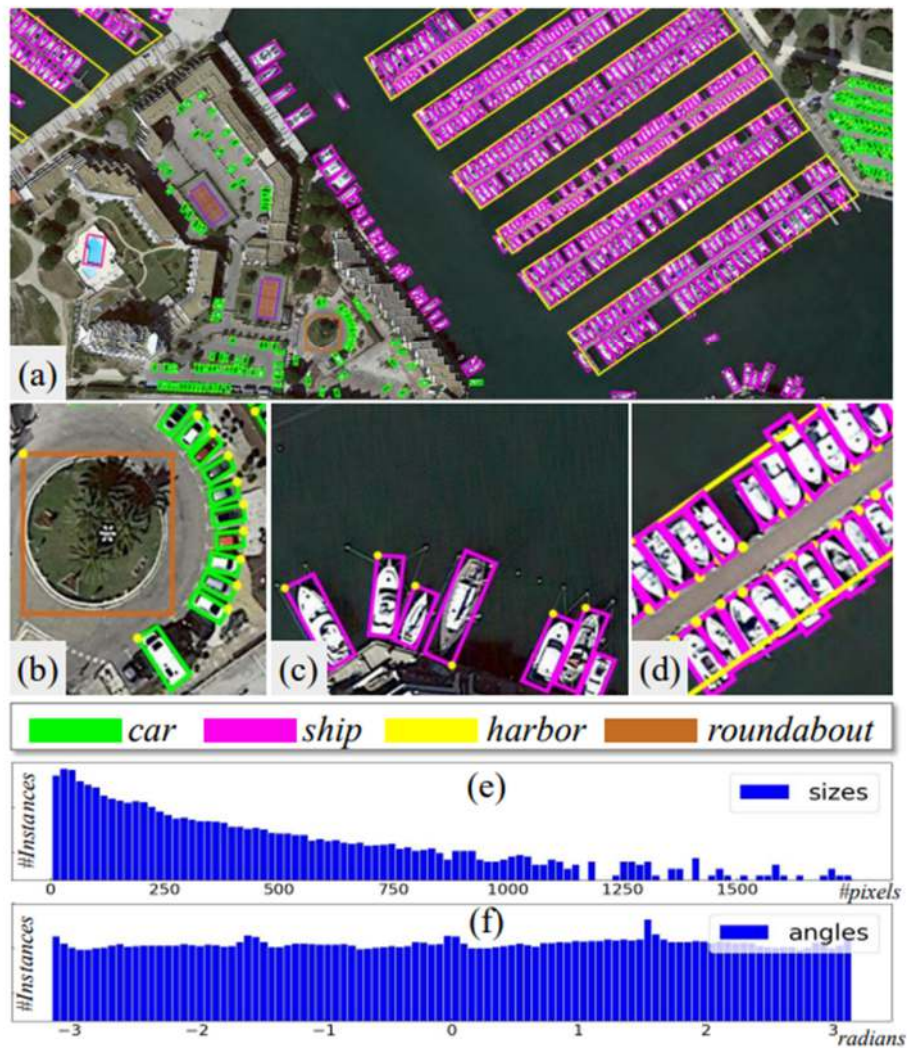 (a)
(b)
(c)
(d)
car ship harbor roundabout
#Instances
(e)
sizes
0 250 500 750 1000 1250 1500 #pixels
#Instances
(f)
angles
−3 −2 −1 0 1 2 3 radians